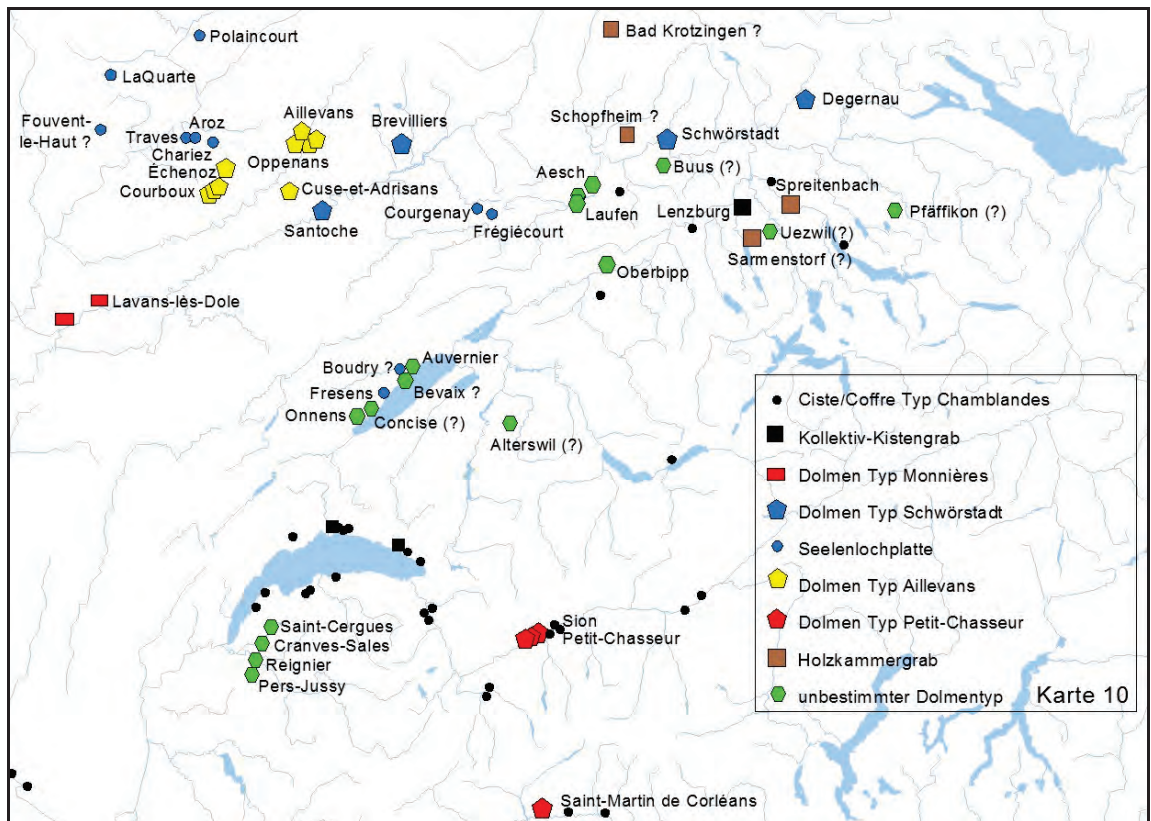 Polaincourt
Bad Krotzingen ?
LaQuarte
Degernau
Fouvent-
le-Haut ?
Traves
Aroz
Chariez
Échenoz
Courboux
Aillevans
Oppenans
Brevilliers
Cuse-et-Adrisans
Santoche
Schopfheim ?
Schwörstadt
Buus (?)
Aesch
Laufen
Courgenay
Frégiécourt
Spreitenbach
Lenzburg
Pfäffikon (?)
Uezwil(?)
Sarmenstorf (?)
Oberbipp
Lavans-lès-Dole
Boudry ?
Auvernier
Fresens
Bevaix ?
Onnens
Concise (?)
Alterswil (?)
Saint-Cergues
Cranves-Sales
Reignier
Pers-Jussy
Sion
Petit-Chasseur
Saint-Martin de Corléans
Ciste/Coffre Typ Chamblandes
Kollektiv-Kistengrab
Dolmen Typ Monnières
Dolmen Typ Schwörstadt
Seelenlochplatte
Dolmen Typ Aillevans
Dolmen Typ Petit-Chasseur
Holzkammergrab
unbestimmter Dolmentyp
Karte 10